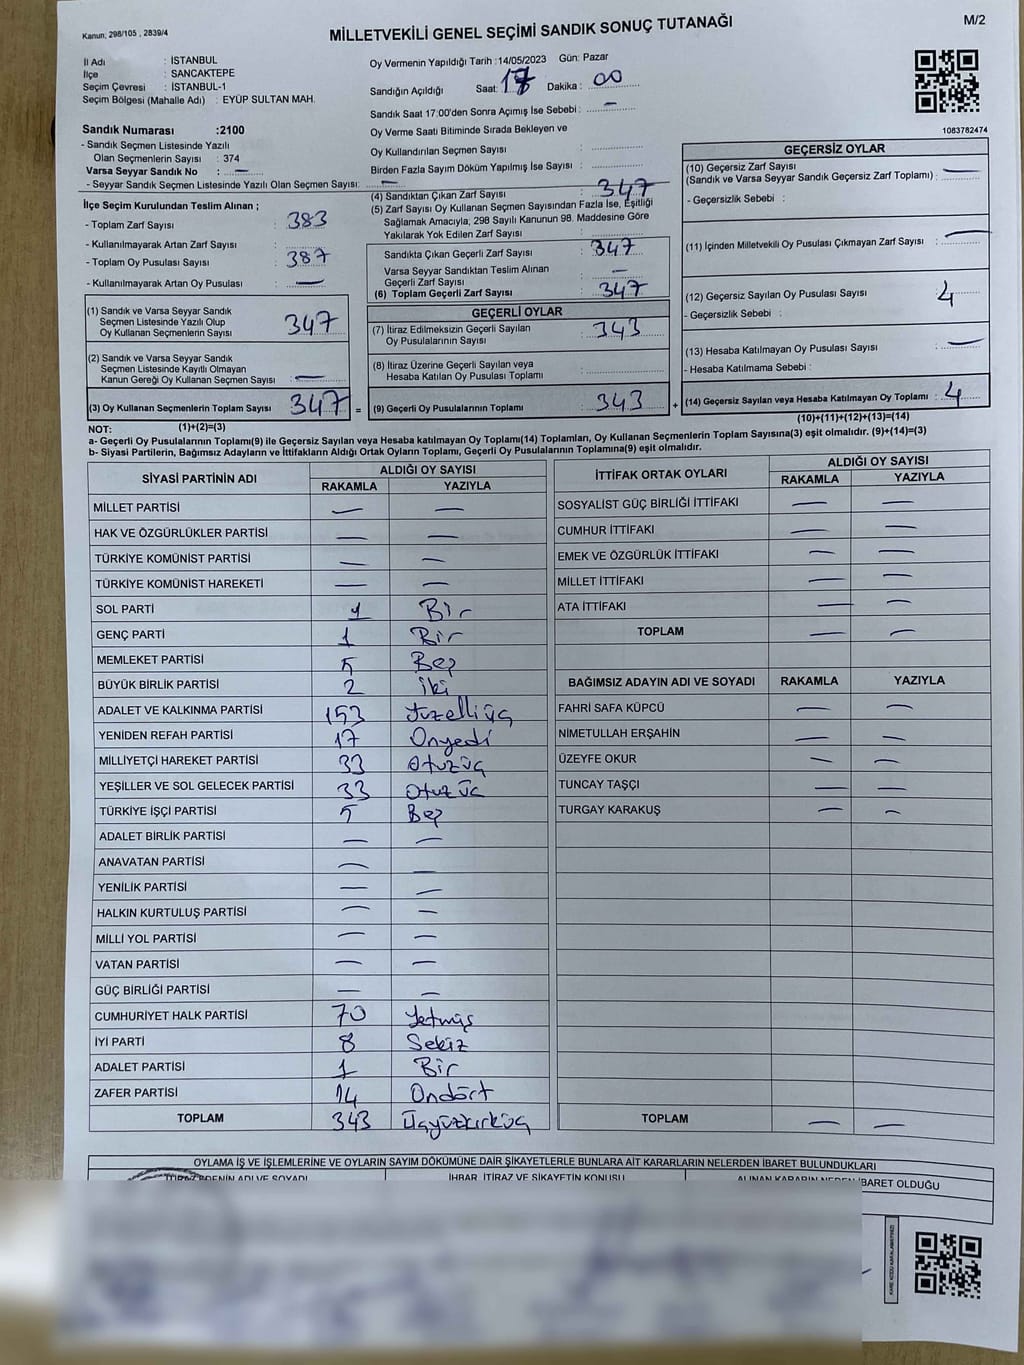 Kanun; 298/105 , 2839/4
MİLLETVEKİLİ GENEL SEÇİMİ SANDIK SONUÇ TUTANAĞI
M/2
İl Adı : İSTANBUL
İlçe : SANCAKTEPE
Seçim Çevresi : İSTANBUL-1
Seçim Bölgesi (Mahalle Adı) : EYÜP SULTAN MAH.
Sandık Numarası :2100
- Sandık Seçmen Listesinde Yazılı
Olan Seçmenlerin Sayısı : 374
Varsa Seyyar Sandık No : —
- Seyyar Sandık Seçmen Listesinde Yazılı Olan Seçmen Sayısı: —
Oy Vermenin Yapıldığı Tarih :14/05/2023 Gün: Pazar
Sandığın Açıldığı Saat: 17 Dakika : 00
Sandık Saat 17:00'den Sonra Açımış İse Sebebi : —
Oy Verme Saati Bitiminde Sırada Bekleyen ve
Oy Kullandırılan Seçmen Sayısı :
Birden Fazla Sayım Döküm Yapılmış İse Sayısı :
1083782474
İlçe Seçim Kurulundan Teslim Alınan ;
- Toplam Zarf Sayısı : 383
- Kullanılmayarak Artan Zarf Sayısı :
- Toplam Oy Pusulası Sayısı : 387
- Kullanılmayarak Artan Oy Pusulası : —
(1) Sandık ve Varsa Seyyar Sandık
Seçmen Listesinde Yazılı Olup
Oy Kullanan Seçmenlerin Sayısı : 347
(2) Sandık ve Varsa Seyyar Sandık
Seçmen Listesinde Kayıtlı Olmayan
Kanun Gereği Oy Kullanan Seçmen Sayısı : —
(3) Oy Kullanan Seçmenlerin Toplam Sayısı : 347 =
(1)+(2)=(3)
(4) Sandıktan Çıkan Zarf Sayısı : 347
(5) Zarf Sayısı Oy Kullanan Seçmen Sayısından Fazla İse, Eşitliği
Sağlamak Amacıyla, 298 Sayılı Kanunun 98. Maddesine Göre
Yakılarak Yok Edilen Zarf Sayısı :
Sandıkta Çıkan Geçerli Zarf Sayısı : 347
Varsa Seyyar Sandıktan Teslim Alınan
Geçerli Zarf Sayısı : —
(6) Toplam Geçerli Zarf Sayısı : 347
GEÇERLİ OYLAR
(7) İtiraz Edilmeksizin Geçerli Sayılan
Oy Pusulalarının Sayısı : 343
(8) İtiraz Üzerine Geçerli Sayılan veya
Hesaba Katılan Oy Pusulası Toplamı :
(9) Geçerli Oy Pusulalarının Toplamı : 343 +
GEÇERSİZ OYLAR
(10) Geçersiz Zarf Sayısı
(Sandık ve Varsa Seyyar Sandık Geçersiz Zarf Toplamı) : —
- Geçersizlik Sebebi :
(11) İçinden Milletvekili Oy Pusulası Çıkmayan Zarf Sayısı : —
(12) Geçersiz Sayılan Oy Pusulası Sayısı : 4
- Geçersizlik Sebebi :
(13) Hesaba Katılmayan Oy Pusulası Sayısı : —
- Hesaba Katılmama Sebebi :
(14) Geçersiz Sayılan veya Hesaba Katılmayan Oy Toplamı : 4
(10)+(11)+(12)+(13)=(14)
NOT:
a- Geçerli Oy Pusulalarının Toplamı(9) ile Geçersiz Sayılan veya Hesaba katılmayan Oy Toplamı(14) Toplamları, Oy Kullanan Seçmenlerin Toplam Sayısına(3) eşit olmalıdır. (9)+(14)=(3)
b- Siyasi Partilerin, Bağımsız Adayların ve İttifakların Aldığı Ortak Oyların Toplamı, Geçerli Oy Pusulalarının Toplamına(9) eşit olmalıdır.
SİYASİ PARTİNİN ADI ALDIĞI OY SAYISI
RAKAMLA YAZIYLA
MİLLET PARTİSİ — —
HAK VE ÖZGÜRLÜKLER PARTİSİ — —
TÜRKİYE KOMÜNİST PARTİSİ — —
TÜRKİYE KOMÜNİST HAREKETİ — —
SOL PARTİ 1 Bir
GENÇ PARTİ 1 Bir
MEMLEKET PARTİSİ 5 Beş
BÜYÜK BİRLİK PARTİSİ 2 İki
ADALET VE KALKINMA PARTİSİ 153 Yüzelliüç
YENİDEN REFAH PARTİSİ 17 Onyedi
MİLLİYETÇİ HAREKET PARTİSİ 33 Otuzüç
YEŞİLLER VE SOL GELECEK PARTİSİ 33 Otuzüç
TÜRKİYE İŞÇİ PARTİSİ 5 Beş
ADALET BİRLİK PARTİSİ — —
ANAVATAN PARTİSİ — —
YENİLİK PARTİSİ — —
HALKIN KURTULUŞ PARTİSİ — —
MİLLİ YOL PARTİSİ — —
VATAN PARTİSİ — —
GÜÇ BİRLİĞİ PARTİSİ — —
CUMHURİYET HALK PARTİSİ 70 Yetmiş
İYİ PARTİ 8 Sekiz
ADALET PARTİSİ 1 Bir
ZAFER PARTİSİ 14 Ondört
TOPLAM 343 Üçyüzkırküç
İTTİFAK ORTAK OYLARI ALDIĞI OY SAYISI
RAKAMLA YAZIYLA
SOSYALİST GÜÇ BİRLİĞİ İTTİFAKI — —
CUMHUR İTTİFAKI — —
EMEK VE ÖZGÜRLÜK İTTİFAKI — —
MİLLET İTTİFAKI — —
ATA İTTİFAKI — —
TOPLAM — —
BAĞIMSIZ ADAYIN ADI VE SOYADI RAKAMLA YAZIYLA
FAHRİ SAFA KÜPCÜ — —
NİMETULLAH ERŞAHİN — —
ÜZEYFE OKUR — —
TUNCAY TAŞÇI — —
TURGAY KARAKUŞ — —
TOPLAM — —
OYLAMA İŞ VE İŞLEMLERİNE VE OYLARIN SAYIM DÖKÜMÜNE DAİR ŞİKAYETLERLE BUNLARA AİT KARARLARIN NELERDEN İBARET BULUNDUKLARI
İHBAR, İTİRAZ VE ŞİKAYETİN KONUSU
ALINAN KARARIN NEDEN İBARET OLDUĞU